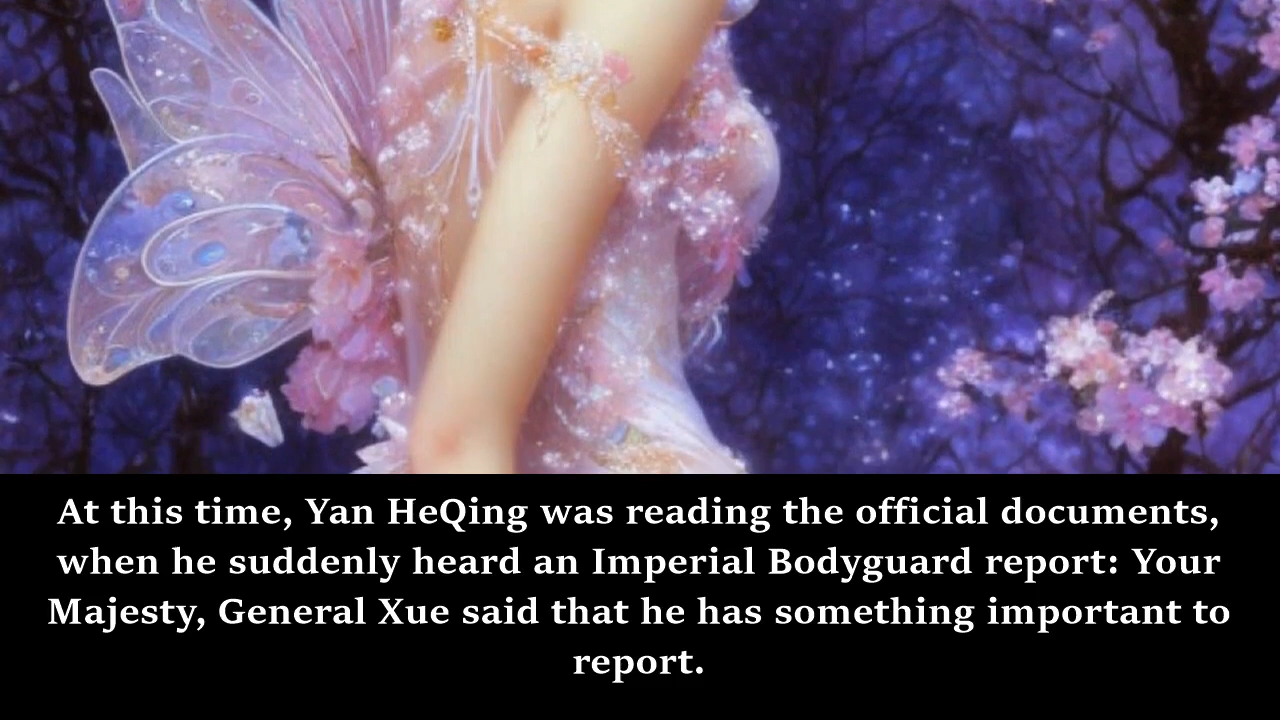 At this time, Yan HeQing was reading the official documents,
when he suddenly heard an Imperial Bodyguard report: Your
Majesty, General Xue said that he has something important to
report.